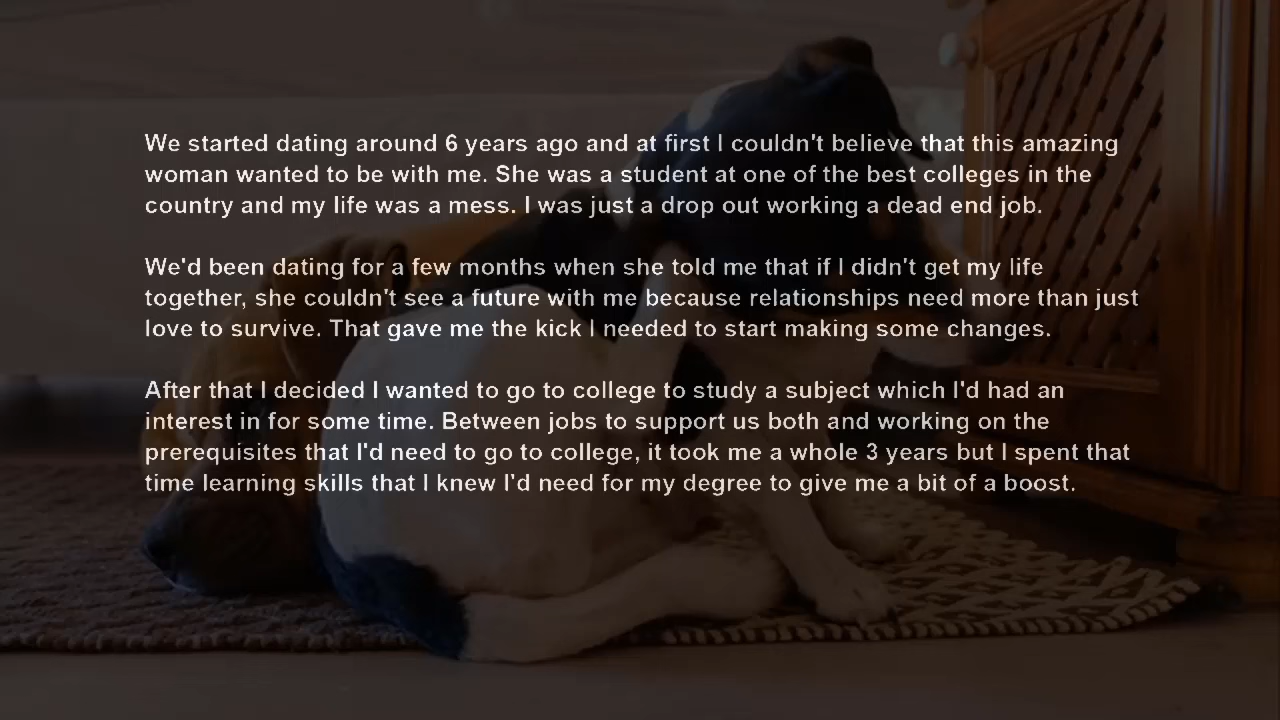 We started dating around 6 years ago and at first I couldn't believe that this amazing
woman wanted to be with me. She was a student at one of the best colleges in the
country and my life was a mess. I was just a drop out working a dead end job.
We'd been dating for a few months when she told me that if I didn't get my life
together, she couldn't see a future with me because relationships need more than just
love to survive. That gave me the kick I needed to start making some changes.
After that I decided I wanted to go to college to study a subject which I'd had an
interest in for some time. Between jobs to support us both and working on the
prerequisites that I'd need to go to college, it took me a whole 3 years but I spent that
time learning skills that I knew I'd need for my degree to give me a bit of a boost.